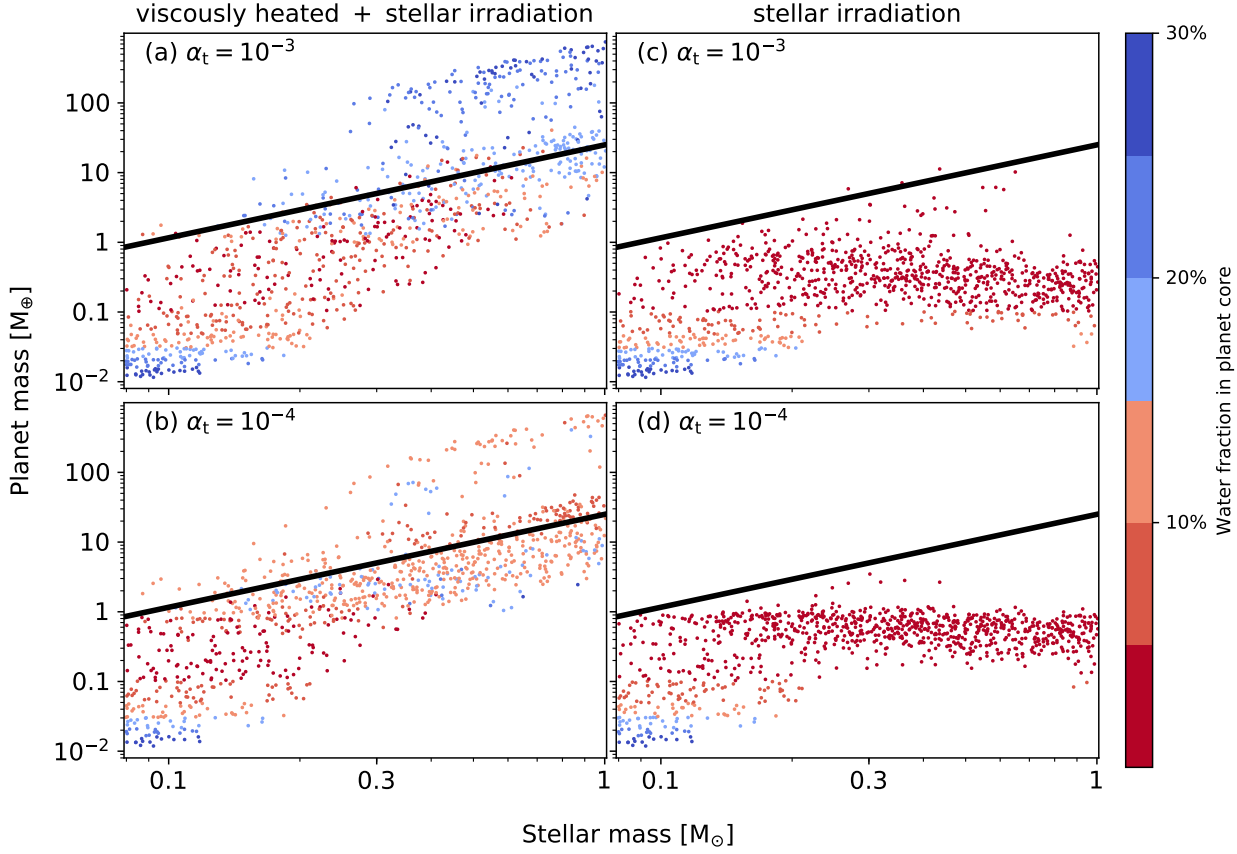 viscously heated + stellar irradiation
stellar irradiation
(a) αt = 10−3
(c) αt = 10−3
(b) αt = 10−4
(d) αt = 10−4
100
10
1
0.1
10−2
100
10
1
0.1
10−2
Planet mass [M⊕]
0.1 0.3 1
0.1 0.3 1
Stellar mass [M⊙]
30%
20%
10%
Water fraction in planet core